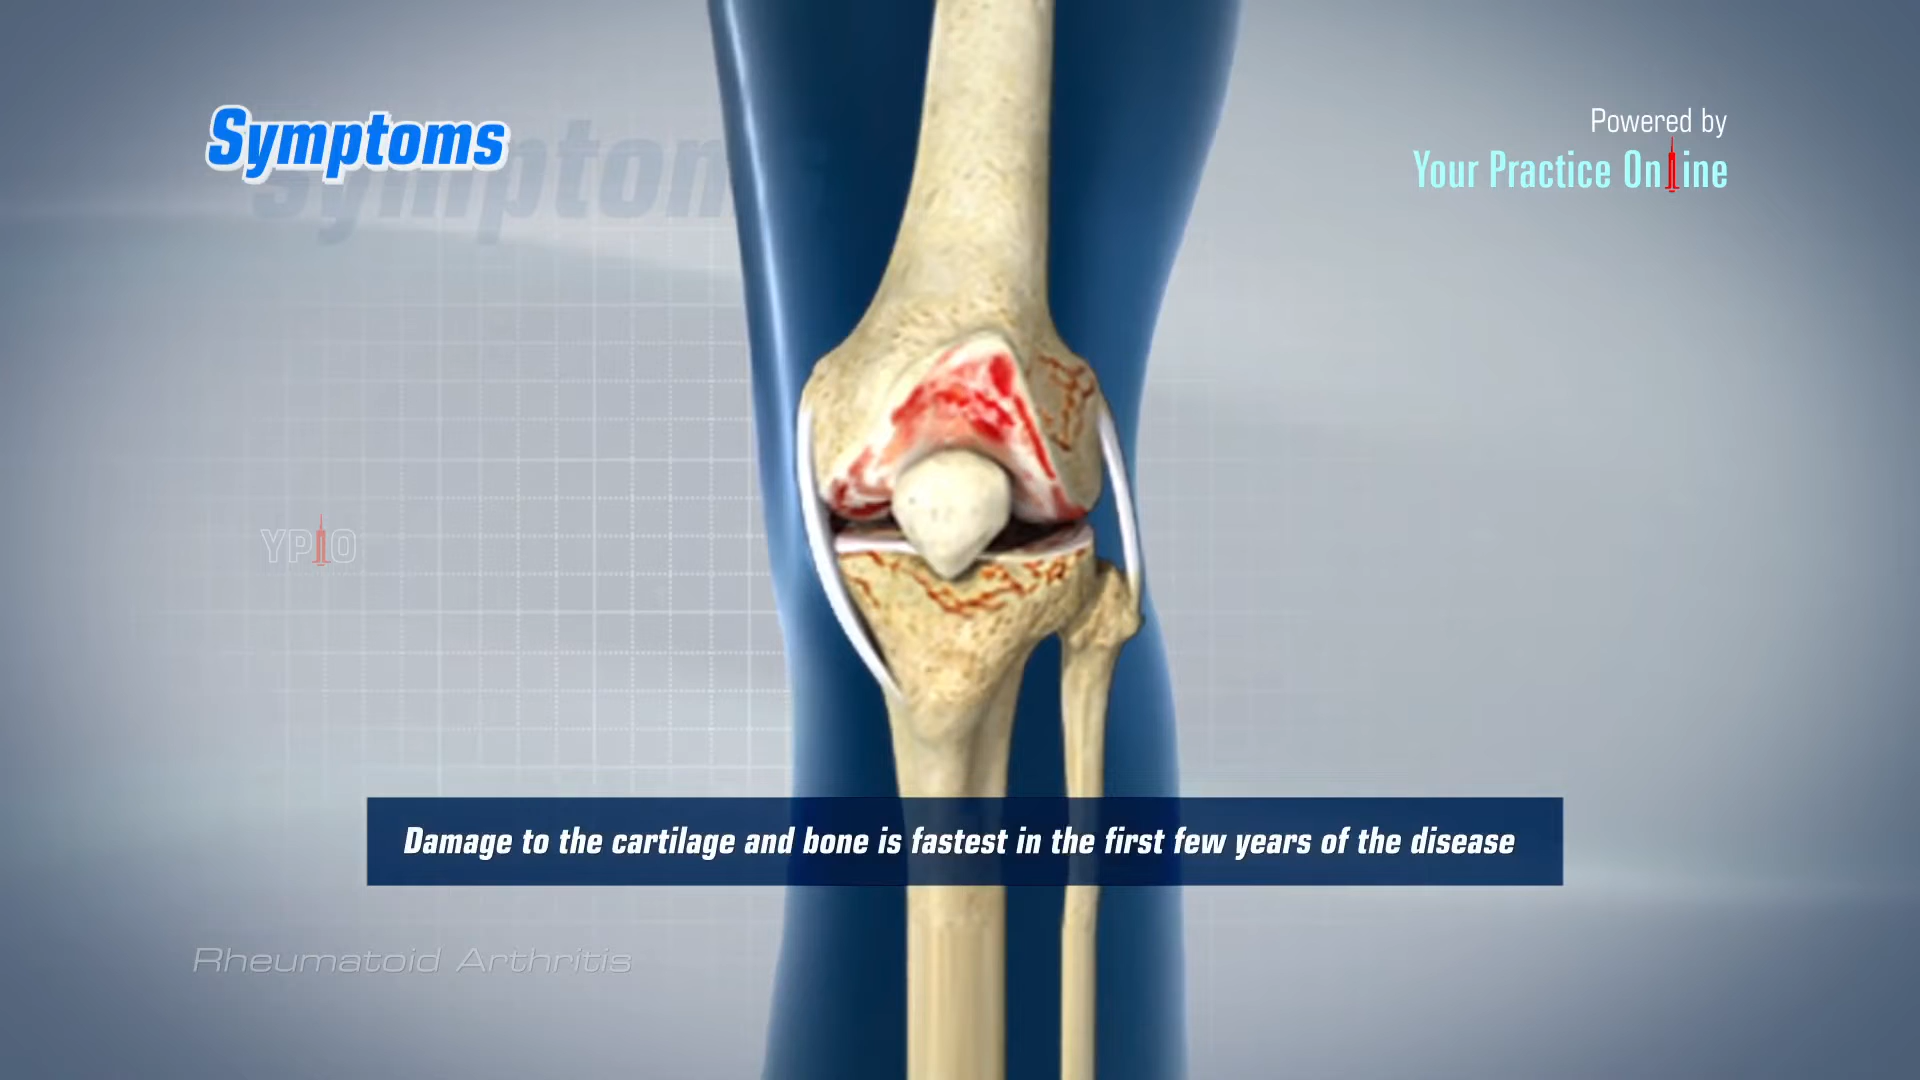 Symptoms
Symptoms
Powered by
Your Practice Online
YPO
Damage to the cartilage and bone is fastest in the first few years of the disease
Rheumatoid Arthritis